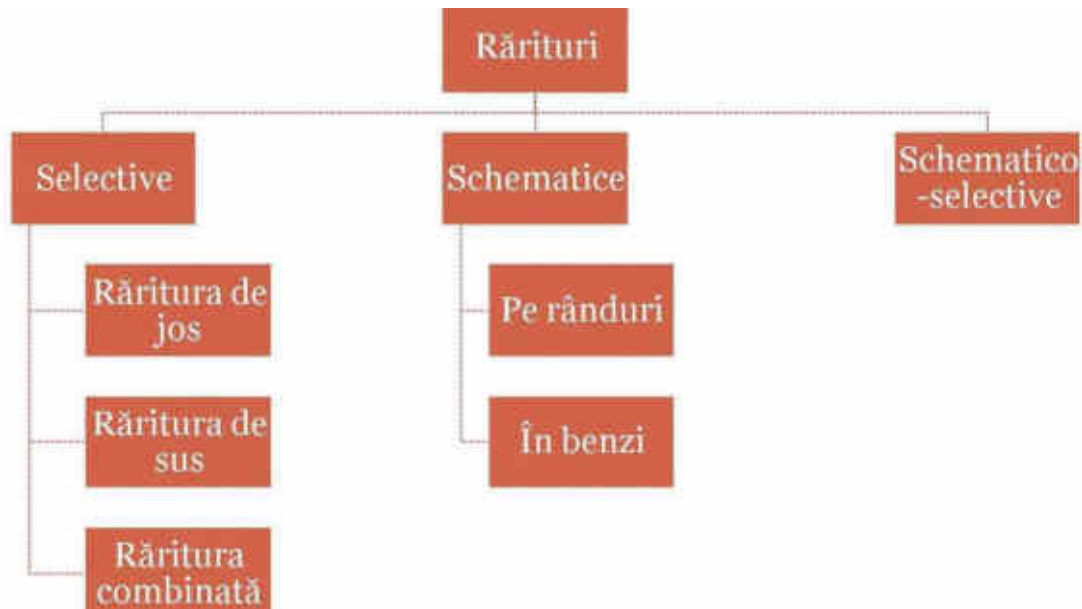 Rărituri
Selective
Răritura de
jos
Răritura de
sus
Răritura
combinată
Schematice
Pe rânduri
În benzi
Schematico
-selective